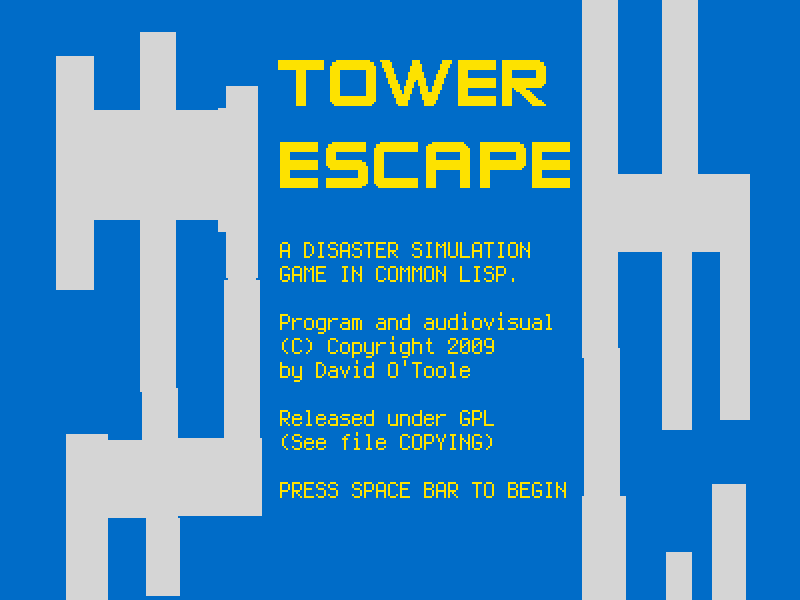 TOWER
ESCAPE
A DISASTER SIMULATION
GAME IN COMMON LISP.
Program and audiovisual
(C) Copyright 2009
by David O'Toole
Released under GPL
(See file COPYING)
PRESS SPACE BAR TO BEGIN